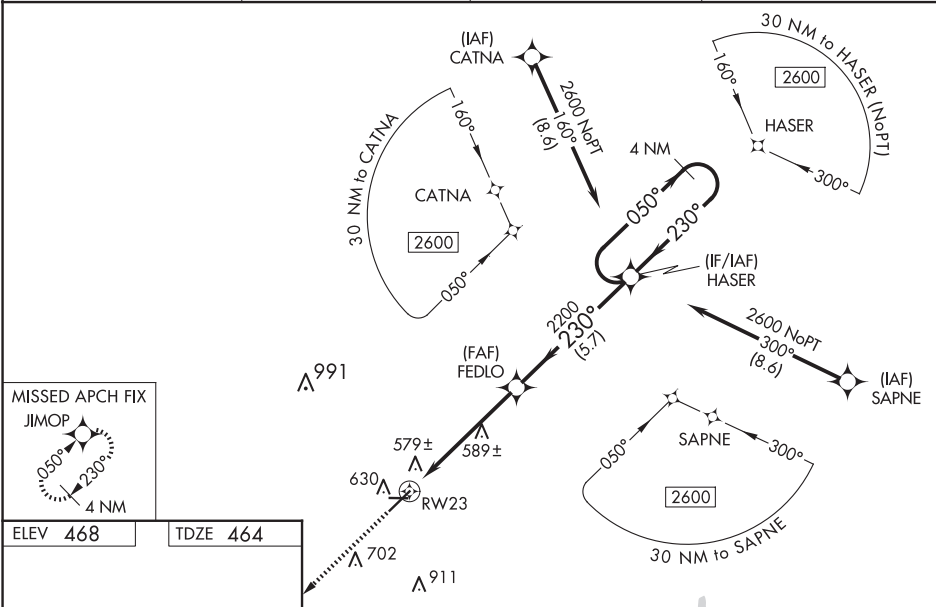 (IAF)
CATNA
2600 NoPT
160°
(8.6)
30 NM to HASER (NoPT)
160°
2600
HASER
300°
30 NM to CATNA
160°
CATNA
2600
050°
4 NM
050°
230°
(IF/IAF)
HASER
2200
230°
(5.7)
(FAF)
FEDLO
2600 NoPT
300°
(8.6)
(IAF)
SAPNE
991
579±
589±
630
RW23
702
911
050°
SAPNE
300°
2600
30 NM to SAPNE
MISSED APCH FIX
JIMOP
050°
230°
4 NM
ELEV 468
TDZE 464